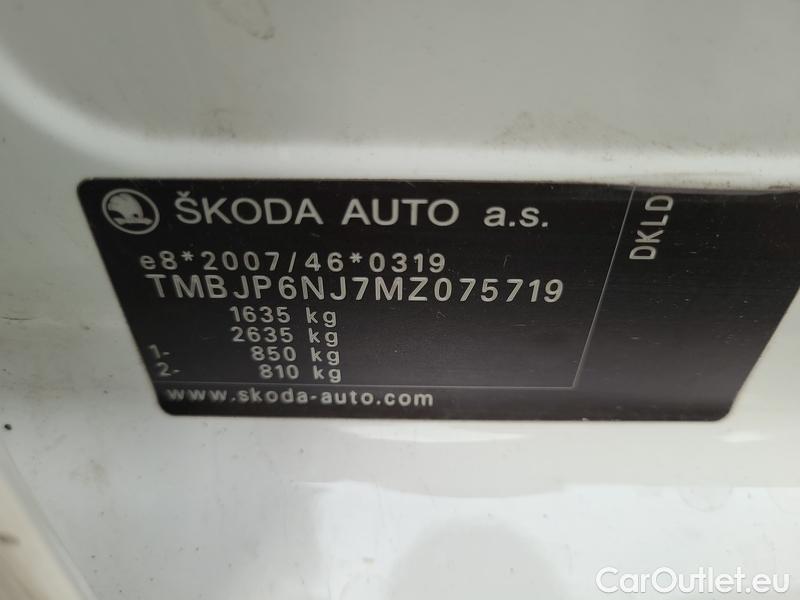 ŠKODA AUTO a.s.
e8*2007/46*0319
TMBJP6NJ7MZ075719
1635 kg
2635 kg
1- 850 kg
2- 810 kg
www.skoda-auto.com
DKLD
CarOutlet.eu